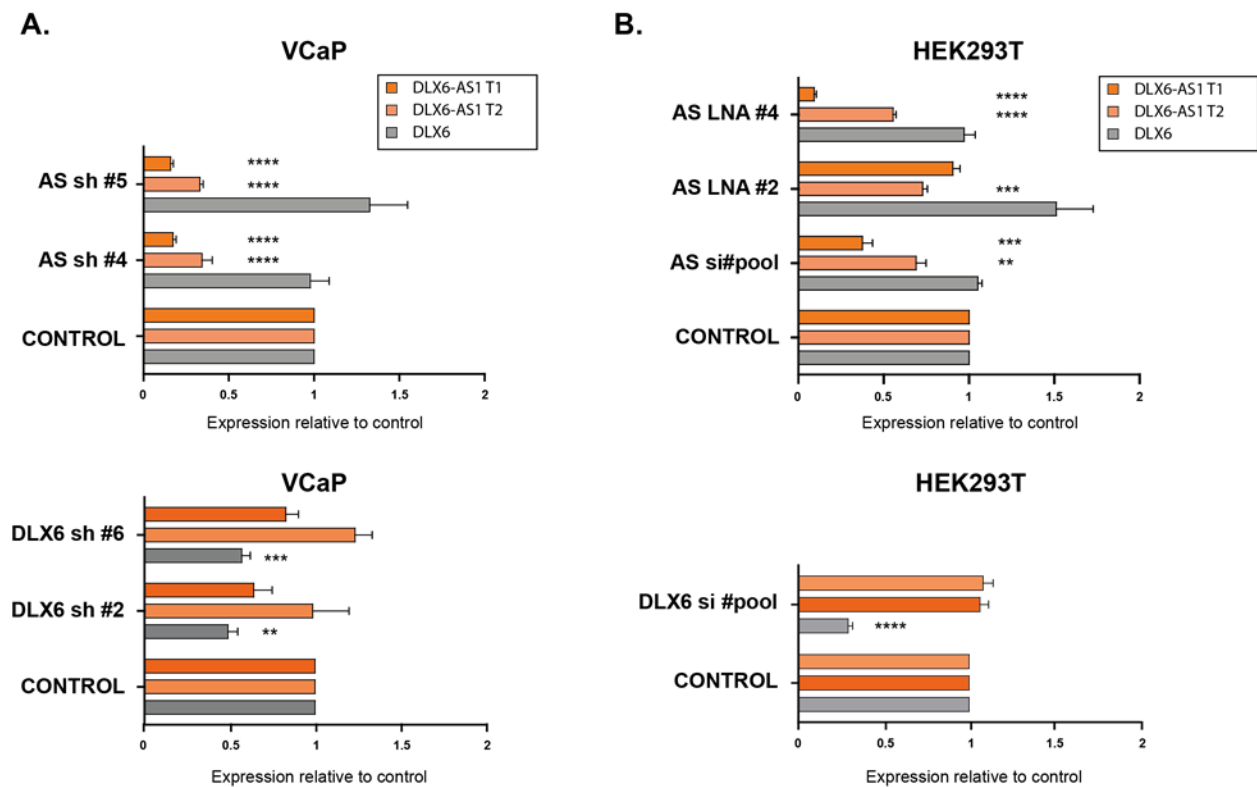 A.
VCaP
DLX6-AS1 T1
DLX6-AS1 T2
DLX6
AS sh #5
****
****
AS sh #4
****
****
CONTROL
0 0.5 1 1.5 2
Expression relative to control
VCaP
DLX6 sh #6
***
DLX6 sh #2
**
CONTROL
0 0.5 1 1.5 2
Expression relative to control
B.
HEK293T
DLX6-AS1 T1
DLX6-AS1 T2
DLX6
AS LNA #4
****
****
AS LNA #2
***
AS si#pool
***
**
CONTROL
0 0.5 1 1.5 2
Expression relative to control
HEK293T
DLX6 si #pool
****
CONTROL
0 0.5 1 1.5 2
Expression relative to control